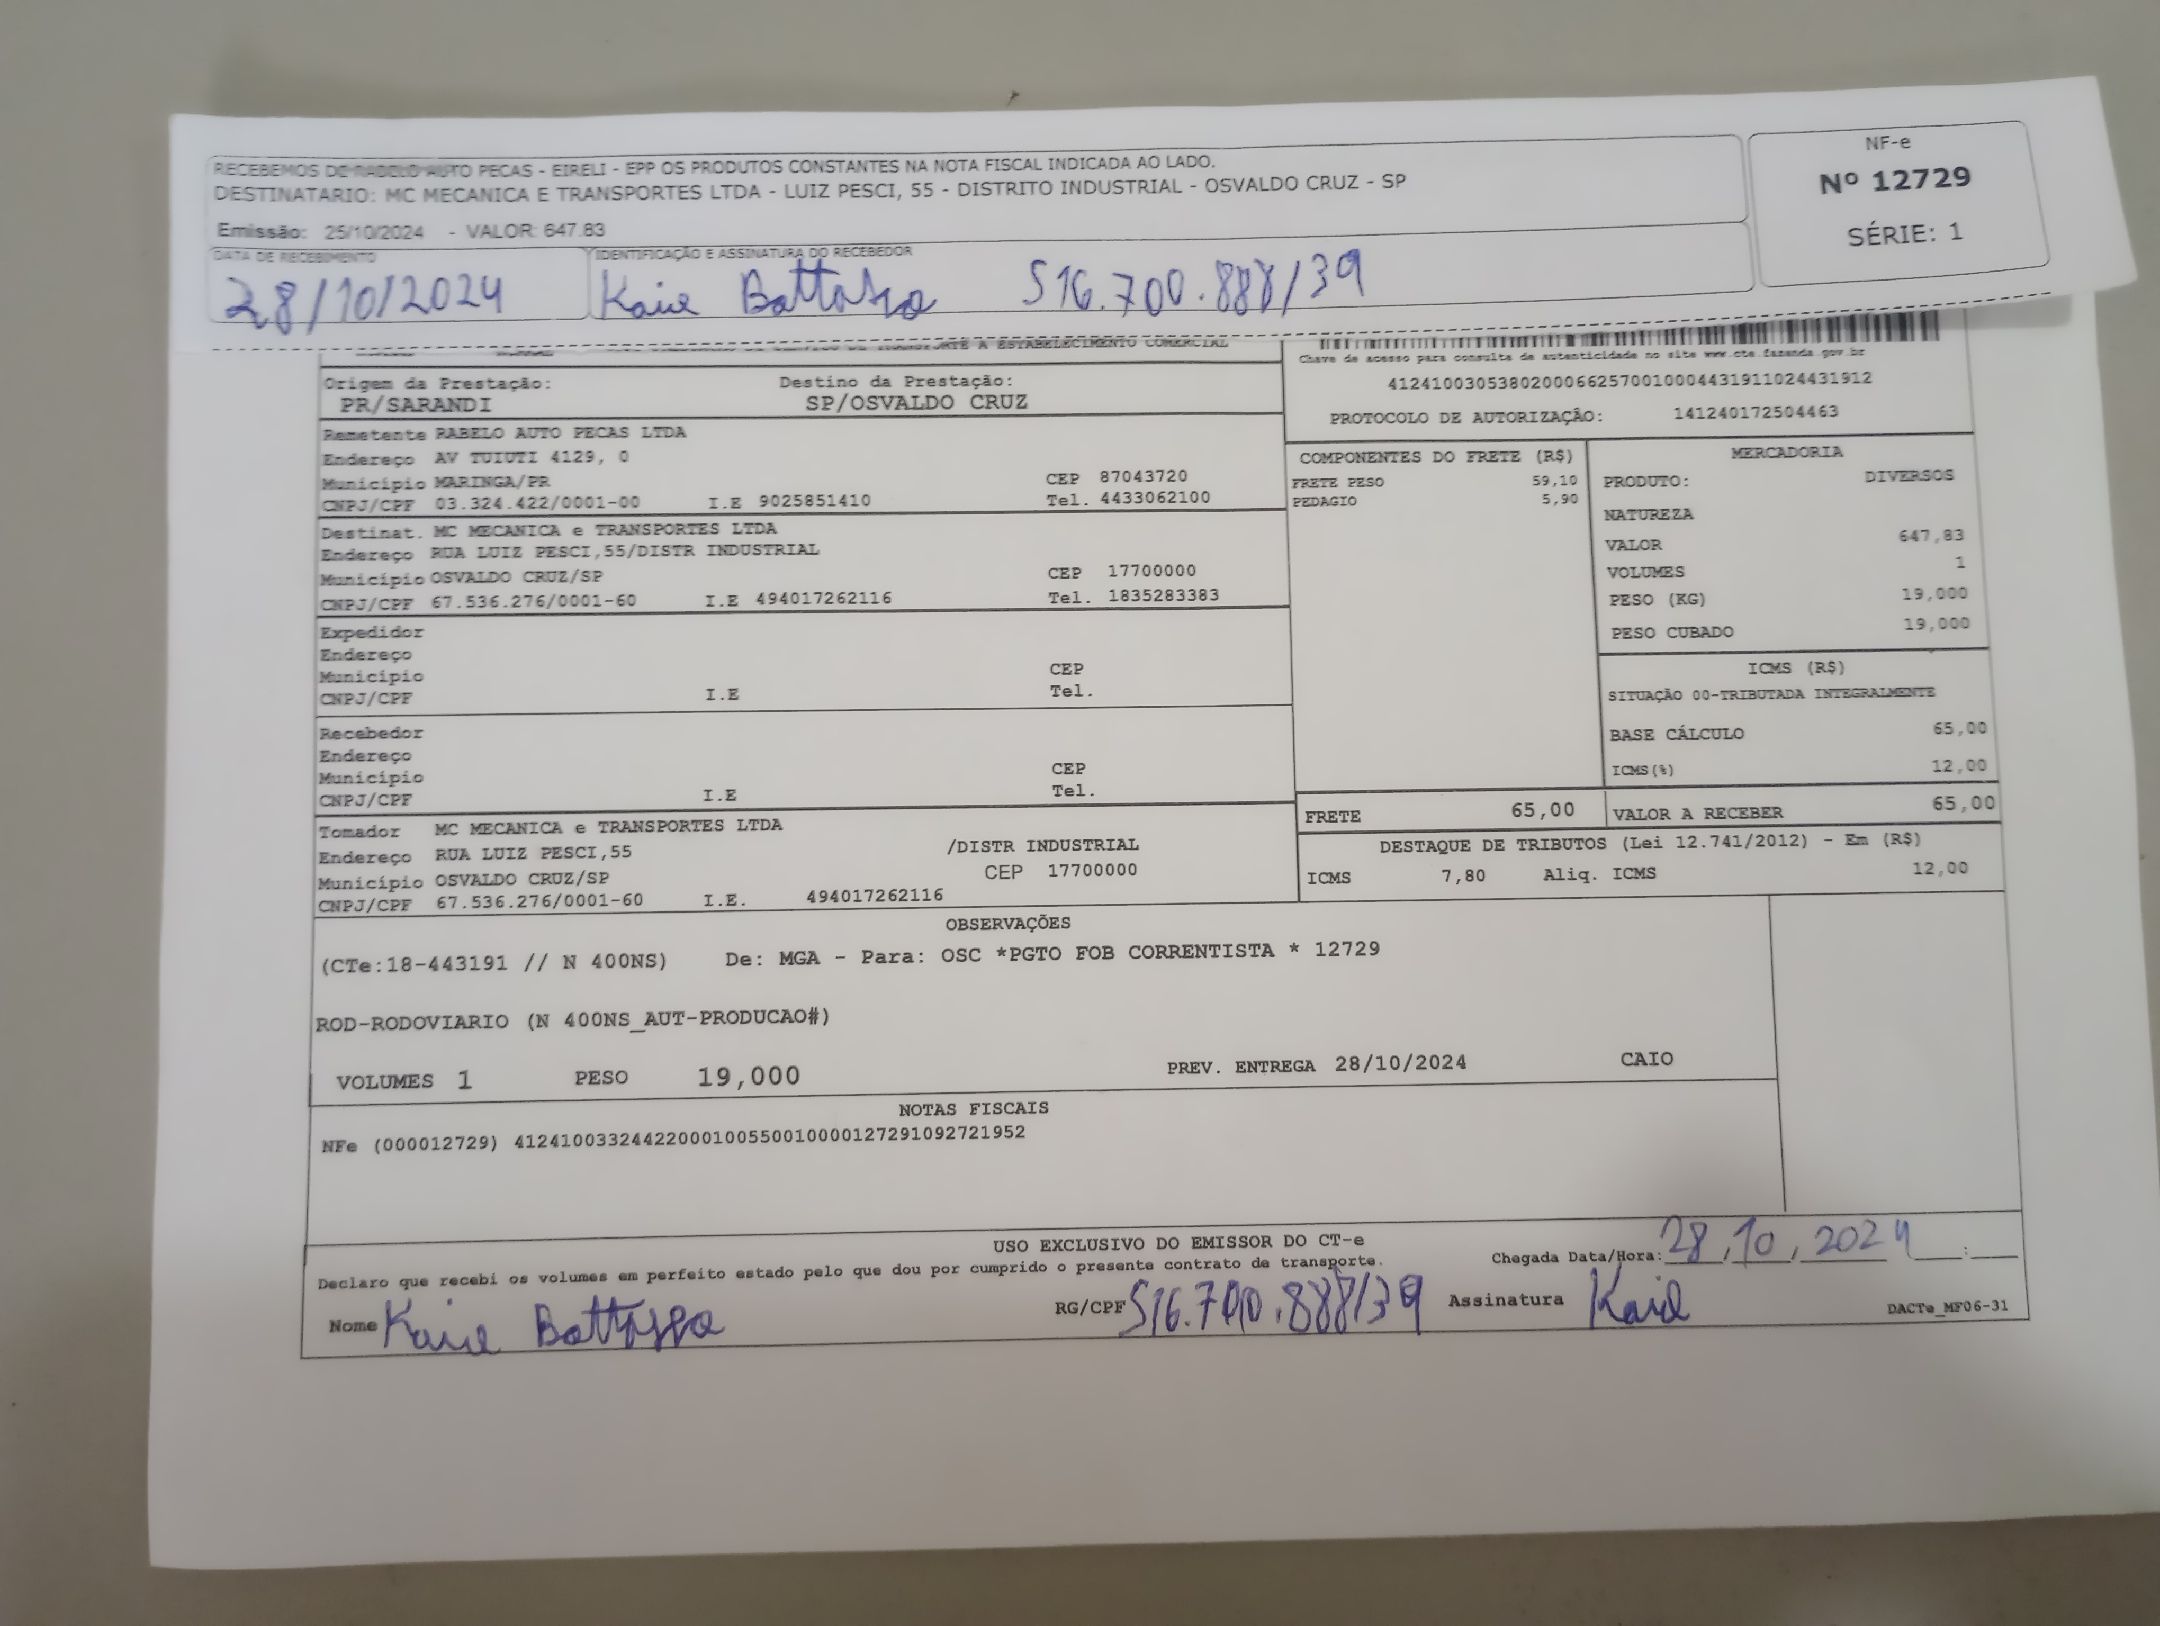 RECEBEMOS DE RABELO AUTO PECAS - EIRELI - EPP OS PRODUTOS CONSTANTES NA NOTA FISCAL INDICADA AO LADO.
DESTINATARIO: MC MECANICA E TRANSPORTES LTDA - LUIZ PESCI, 55 - DISTRITO INDUSTRIAL - OSVALDO CRUZ - SP
Emissão: 25/10/2024 - VALOR: 647.83
NF-e
Nº 12729
SÉRIE: 1
DATA DE RECEBIMENTO
28/10/2024
IDENTIFICAÇÃO E ASSINATURA DO RECEBEDOR
516.700.888/39
A ESTABELECIMENTO COMERCIAL
Chave de acesso para consulta de autenticidade no site www.cte.fazenda.gov.br
41241003053802000662570010004431911024431912
PROTOCOLO DE AUTORIZAÇÃO: 141240172504463
Origem da Prestação: Destino da Prestação:
PR/SARANDI SP/OSVALDO CRUZ
Remetente RABELO AUTO PECAS LTDA
Endereço AV TUIUTI 4129, 0
Município MARINGA/PR CEP 87043720
CNPJ/CPF 03.324.422/0001-00 I.E 9025851410 Tel. 4433062100
Destinat. MC MECANICA e TRANSPORTES LTDA
Endereço RUA LUIZ PESCI,55/DISTR INDUSTRIAL
Município OSVALDO CRUZ/SP CEP 17700000
CNPJ/CPF 67.536.276/0001-60 I.E 494017262116 Tel. 1835283383
Expedidor
Endereço
Município CEP
CNPJ/CPF I.E Tel.
Recebedor
Endereço
Município CEP
CNPJ/CPF I.E Tel.
Tomador MC MECANICA e TRANSPORTES LTDA
Endereço RUA LUIZ PESCI,55 /DISTR INDUSTRIAL
Município OSVALDO CRUZ/SP CEP 17700000
CNPJ/CPF 67.536.276/0001-60 I.E. 494017262116
COMPONENTES DO FRETE (R$)
FRETE PESO 59,10
PEDAGIO 5,90
MERCADORIA
PRODUTO: DIVERSOS
NATUREZA
VALOR 647,83
VOLUMES 1
PESO (KG) 19,000
PESO CUBADO 19,000
ICMS (R$)
SITUAÇÃO 00-TRIBUTADA INTEGRALMENTE
BASE CÁLCULO 65,00
ICMS(%) 12,00
FRETE 65,00 VALOR A RECEBER 65,00
DESTAQUE DE TRIBUTOS (Lei 12.741/2012) - Em (R$)
ICMS 7,80 Aliq. ICMS 12,00
OBSERVAÇÕES
(CTe:18-443191 // N 400NS) De: MGA - Para: OSC *PGTO FOB CORRENTISTA * 12729
ROD-RODOVIARIO (N 400NS_AUT-PRODUCAO#)
VOLUMES 1 PESO 19,000 PREV. ENTREGA 28/10/2024 CAIO
NOTAS FISCAIS
NFe (000012729) 41241003324422000100550010000127291092721952
USO EXCLUSIVO DO EMISSOR DO CT-e
Declaro que recebi os volumes em perfeito estado pelo que dou por cumprido o presente contrato de transporte.
Chegada Data/Hora: 28/10/2024 __:__
Nome RG/CPF 516.700.888/39 Assinatura
DACTe_MF06-31